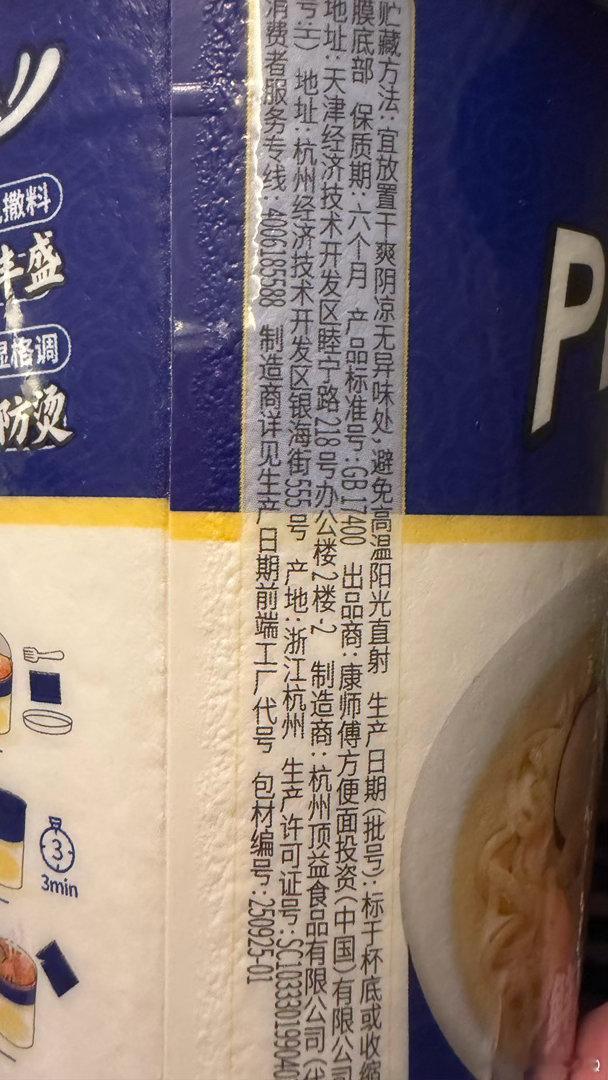 撒料
丰盛
显格调
防烫
3
3min
P
贮藏方法:宜放置干爽阴凉无异味处,避免高温阳光直射 生产日期(批号):标于杯底或收缩
膜底部 保质期:六个月 产品标准号:GB 17400 出品商:康师傅方便面投资(中国)有限公司
地址:天津经济技术开发区睦宁路218号办公楼2楼-2 制造商:杭州顶益食品有限公司(代
号:H) 地址:杭州经济技术开发区银海街555号 产地:浙江杭州 生产许可证号:SC10333019904
消费者服务专线:4006185588 制造商详见生产日期前端工厂代号 包材编号:250925-01